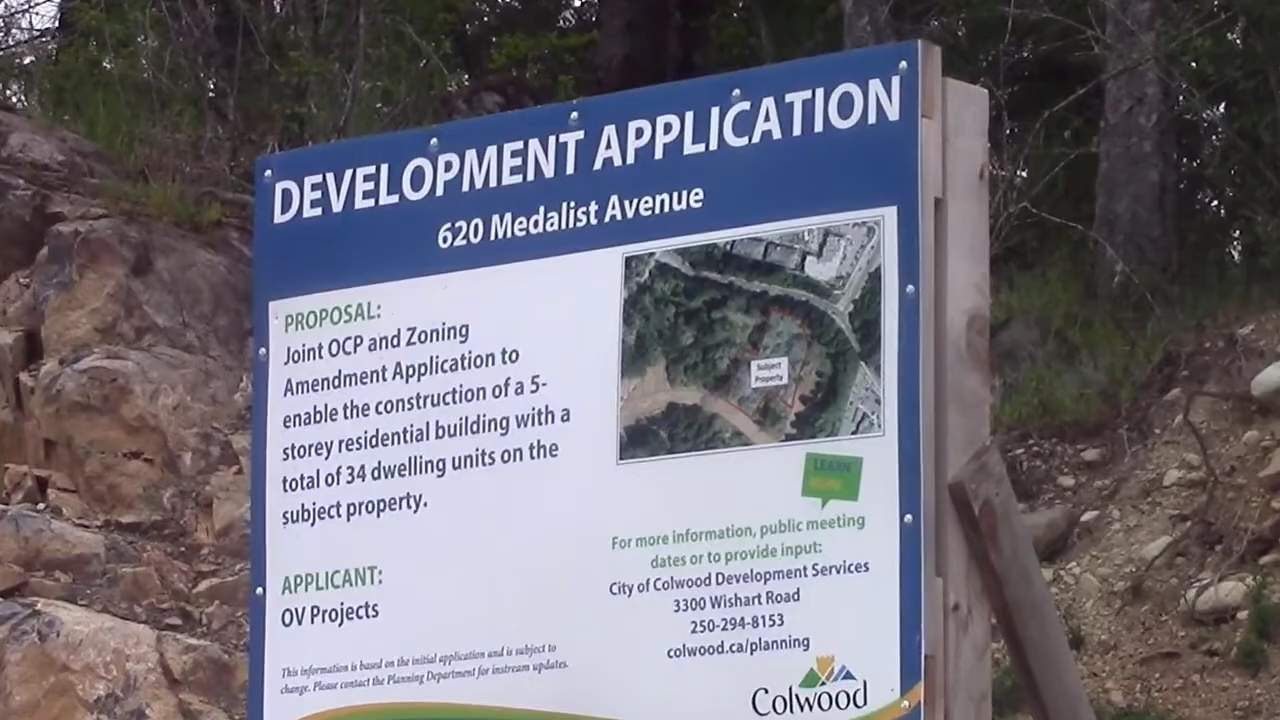 DEVELOPMENT APPLICATION
620 Medalist Avenue
PROPOSAL:
Joint OCP and Zoning
Amendment Application to
enable the construction of a 5-
storey residential building with a
total of 34 dwelling units on the
subject property.
APPLICANT:
OV Projects
This information is based on the initial application and is subject to
change. Please contact the Planning Department for instream updates.
Subject
Property
LEARN
MORE
For more information, public meeting
dates or to provide input:
City of Colwood Development Services
3300 Wishart Road
250-294-8153
colwood.ca/planning
Colwood